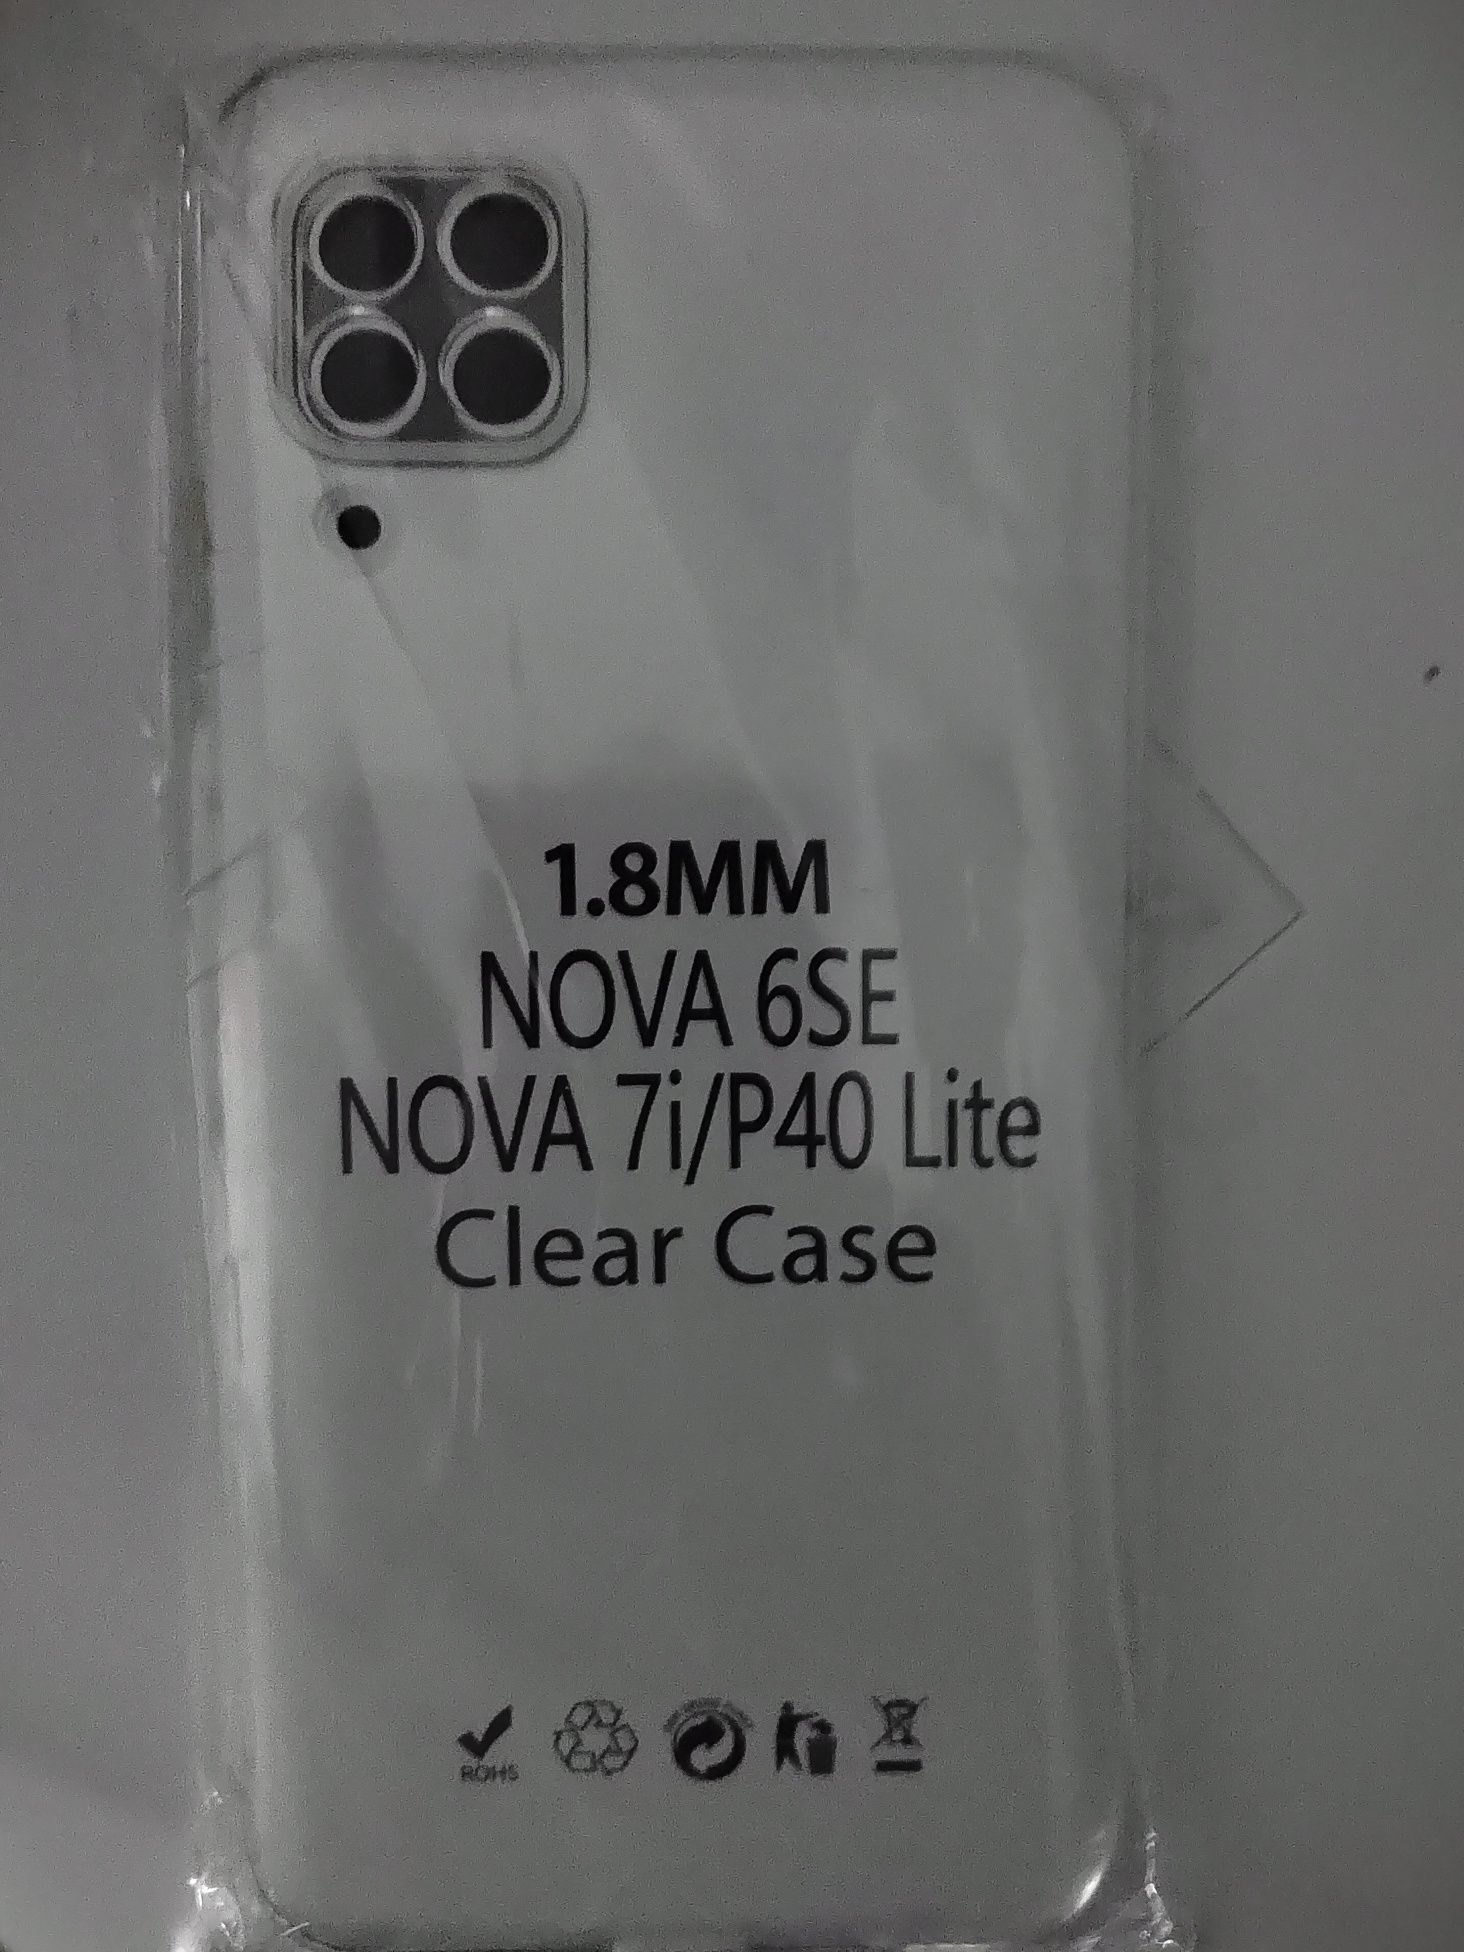 1.8MM
NOVA 6SE
NOVA 7i/P40 Lite
Clear Case
ROHS